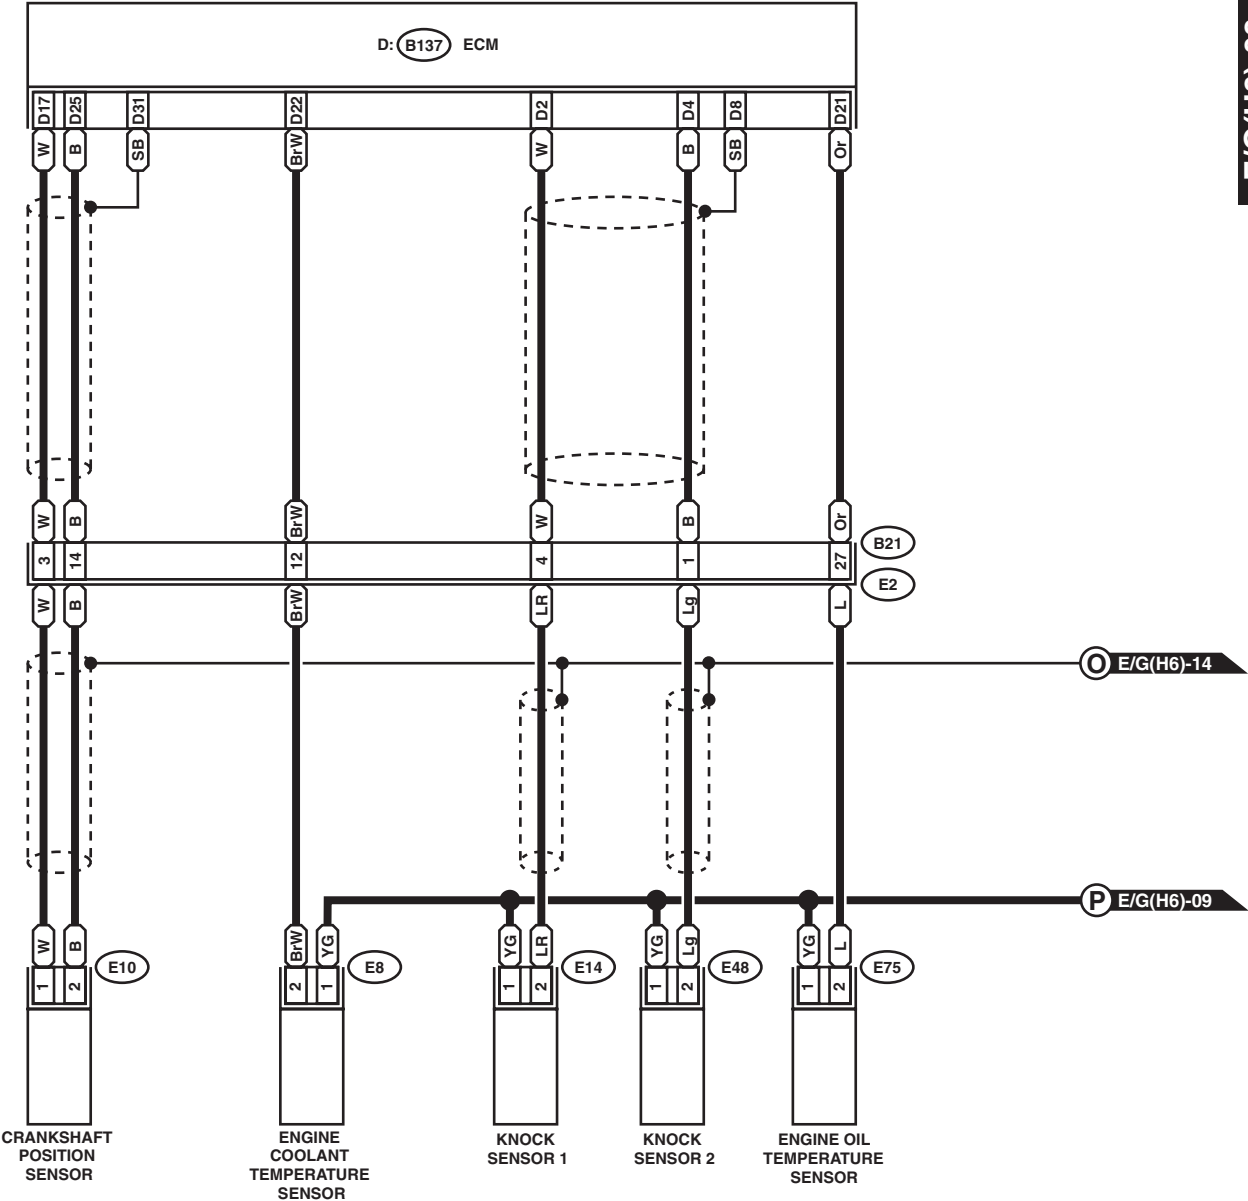 D: B137 ECM
D17 D25 D31 D22 D2 D4 D8 D21
W B SB BrW W B SB Or
W B BrW W B Or
B21
3 14 12 4 1 27
E2
W B BrW LR Lg L
O E/G(H6)-14
P E/G(H6)-09
W B BrW YG YG LR YG Lg YG L
E10 E8 E14 E48 E75
1 2 2 1 1 2 1 2 1 2
CRANKSHAFT
POSITION
SENSOR
ENGINE
COOLANT
TEMPERATURE
SENSOR
KNOCK
SENSOR 1
KNOCK
SENSOR 2
ENGINE OIL
TEMPERATURE
SENSOR